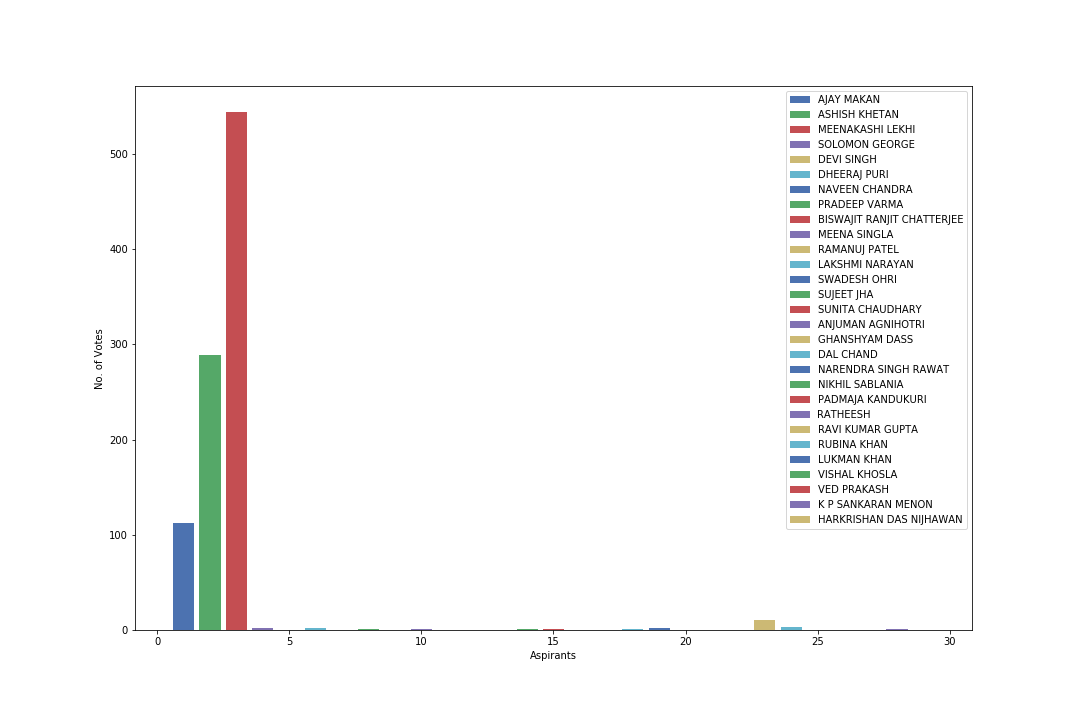 AJAY MAKAN
ASHISH KHETAN
MEENAKASHI LEKHI
SOLOMON GEORGE
DEVI SINGH
DHEERAJ PURI
NAVEEN CHANDRA
PRADEEP VARMA
BISWAJIT RANJIT CHATTERJEE
MEENA SINGLA
RAMANUJ PATEL
LAKSHMI NARAYAN
SWADESH OHRI
SUJEET JHA
SUNITA CHAUDHARY
ANJUMAN AGNIHOTRI
GHANSHYAM DASS
DAL CHAND
NARENDRA SINGH RAWAT
NIKHIL SABLANIA
PADMAJA KANDUKURI
RATHEESH
RAVI KUMAR GUPTA
RUBINA KHAN
LUKMAN KHAN
VISHAL KHOSLA
VED PRAKASH
K P SANKARAN MENON
HARKRISHAN DAS NIJHAWAN
500
400
300
200
100
0
No. of Votes
0 5 10 15 20 25 30
Aspirants